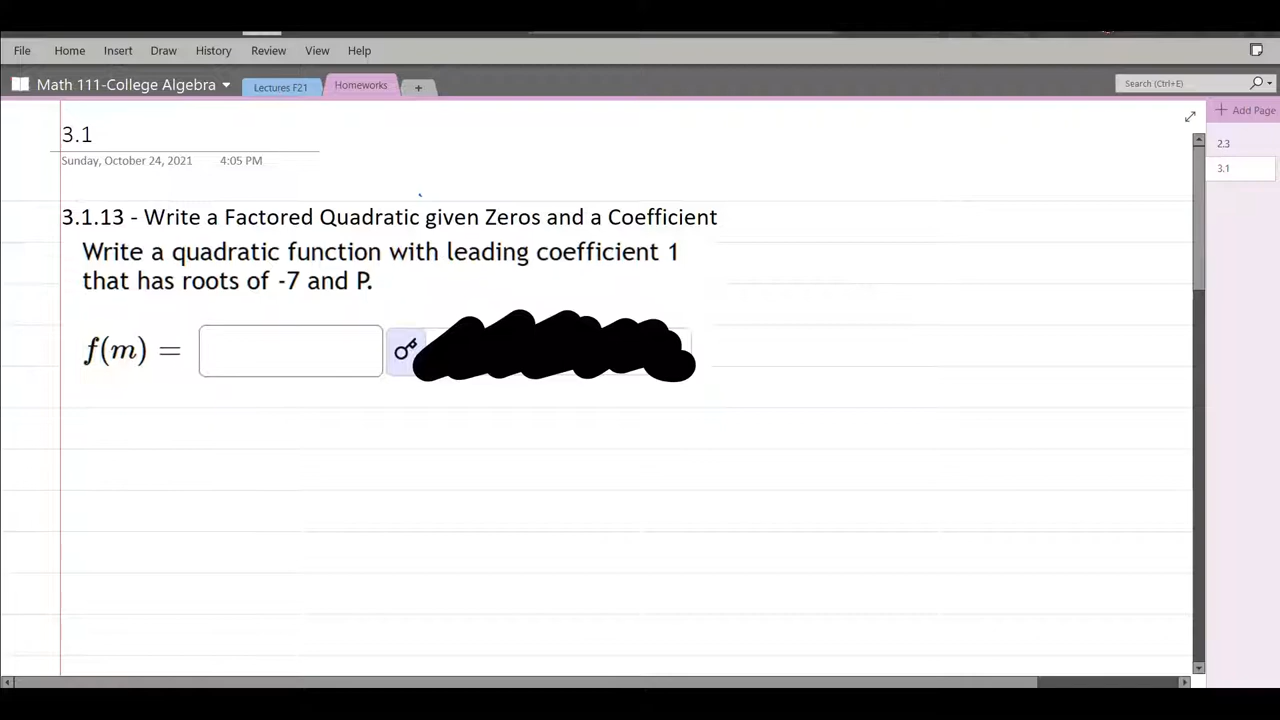 File Home Insert Draw History Review View Help
Math 111-College Algebra Lectures F21 Homeworks + Search (Ctrl+E)
+ Add Page
3.1
2.3
Sunday, October 24, 2021 4:05 PM
3.1
3.1.13 - Write a Factored Quadratic given Zeros and a Coefficient
Write a quadratic function with leading coefficient 1
that has roots of -7 and P.
f(m) =